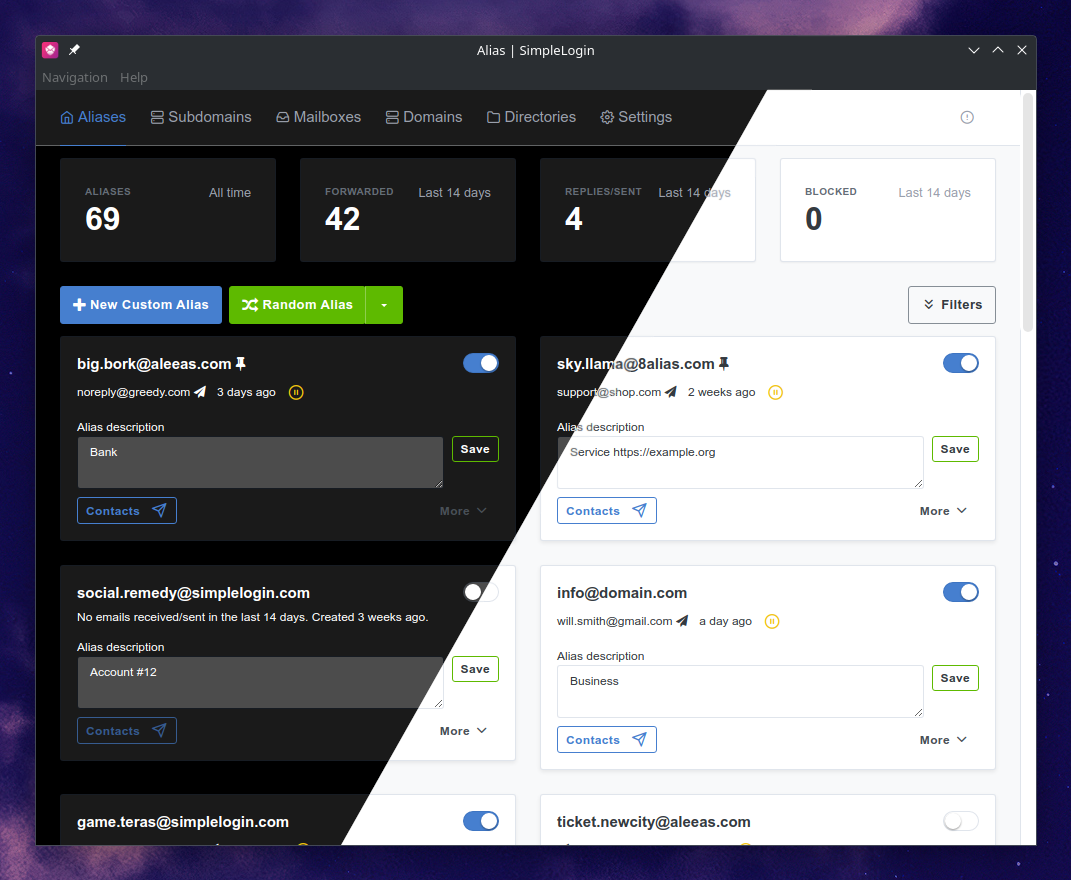 Alias | SimpleLogin
Navigation Help
Aliases Subdomains Mailboxes Domains Directories Settings
ALIASES All time
69
FORWARDED Last 14 days
42
REPLIES/SENT Last 14 days
4
BLOCKED Last 14 days
0
New Custom Alias Random Alias Filters
big.bork@aleeas.com
noreply@greedy.com 3 days ago
Alias description
Bank
Save
Contacts More
sky.llama@8alias.com
support@shop.com 2 weeks ago
Alias description
Service https://example.org
Save
Contacts More
social.remedy@simplelogin.com
No emails received/sent in the last 14 days. Created 3 weeks ago.
Alias description
Account #12
Save
Contacts More
info@domain.com
will.smith@gmail.com a day ago
Alias description
Business
Save
Contacts More
game.teras@simplelogin.com
ticket.newcity@aleeas.com